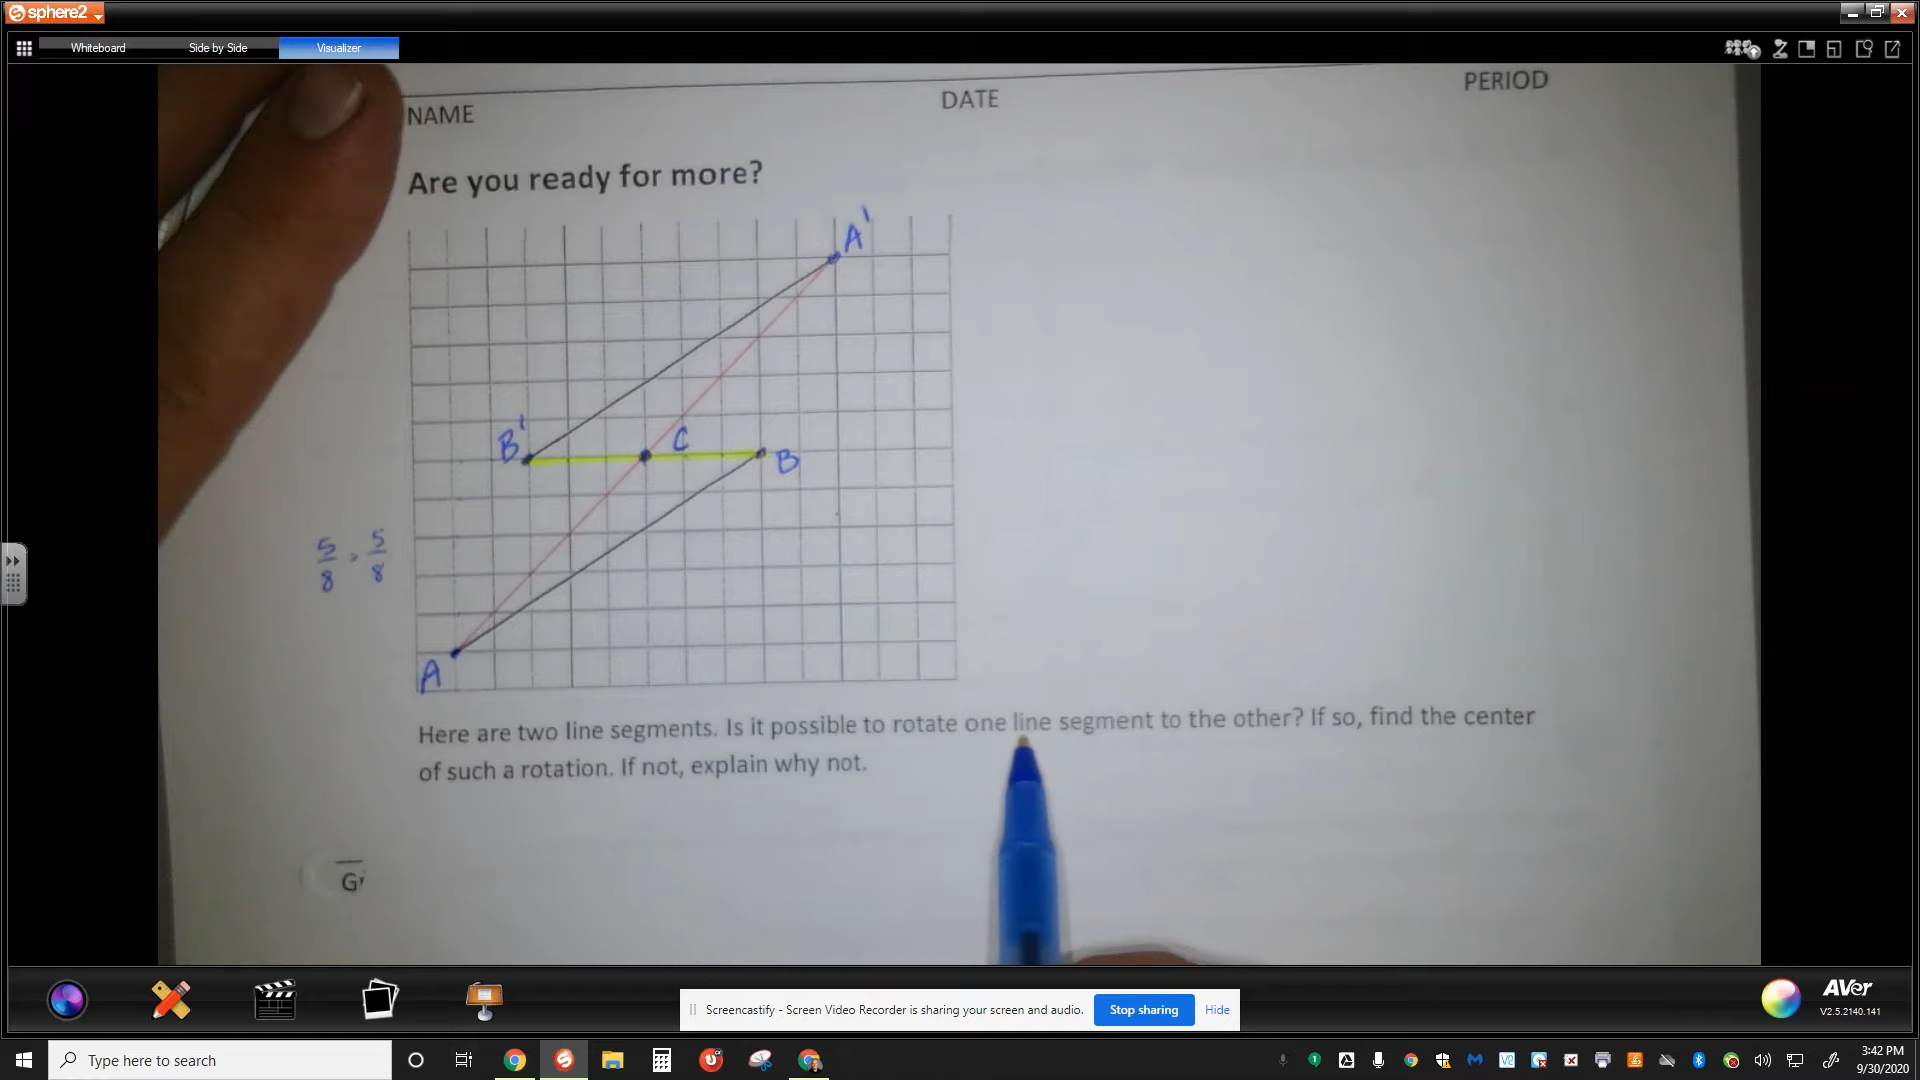 sphere2
Whiteboard Side by Side Visualizer
NAME DATE PERIOD
Are you ready for more?
A'
B' C B
5/8 5/8
A
Here are two line segments. Is it possible to rotate one line segment to the other? If so, find the center
of such a rotation. If not, explain why not.
AVer
V2.5.2140.141
Screencastify - Screen Video Recorder is sharing your screen and audio. Stop sharing Hide
Type here to search
3:42 PM
9/30/2020